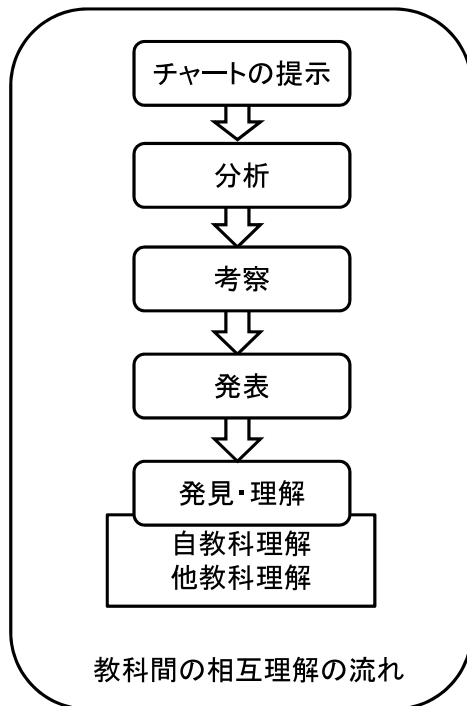 チャートの提示
分析
考察
発表
発見・理解
自教科理解
他教科理解
教科間の相互理解の流れ